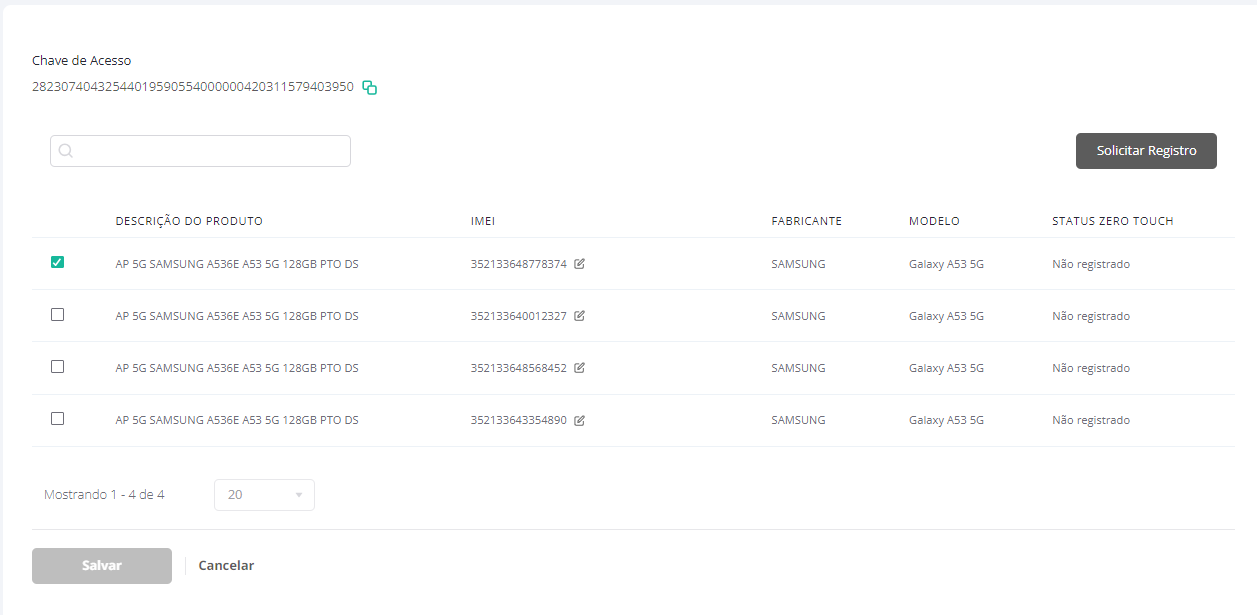 Chave de Acesso
28230740432544019590554000000420311579403950
Solicitar Registro
DESCRIÇÃO DO PRODUTO IMEI FABRICANTE MODELO STATUS ZERO TOUCH
AP 5G SAMSUNG A536E A53 5G 128GB PTO DS 352133648778374 SAMSUNG Galaxy A53 5G Não registrado
AP 5G SAMSUNG A536E A53 5G 128GB PTO DS 352133640012327 SAMSUNG Galaxy A53 5G Não registrado
AP 5G SAMSUNG A536E A53 5G 128GB PTO DS 352133648568452 SAMSUNG Galaxy A53 5G Não registrado
AP 5G SAMSUNG A536E A53 5G 128GB PTO DS 352133643354890 SAMSUNG Galaxy A53 5G Não registrado
Mostrando 1 - 4 de 4 20
Salvar Cancelar